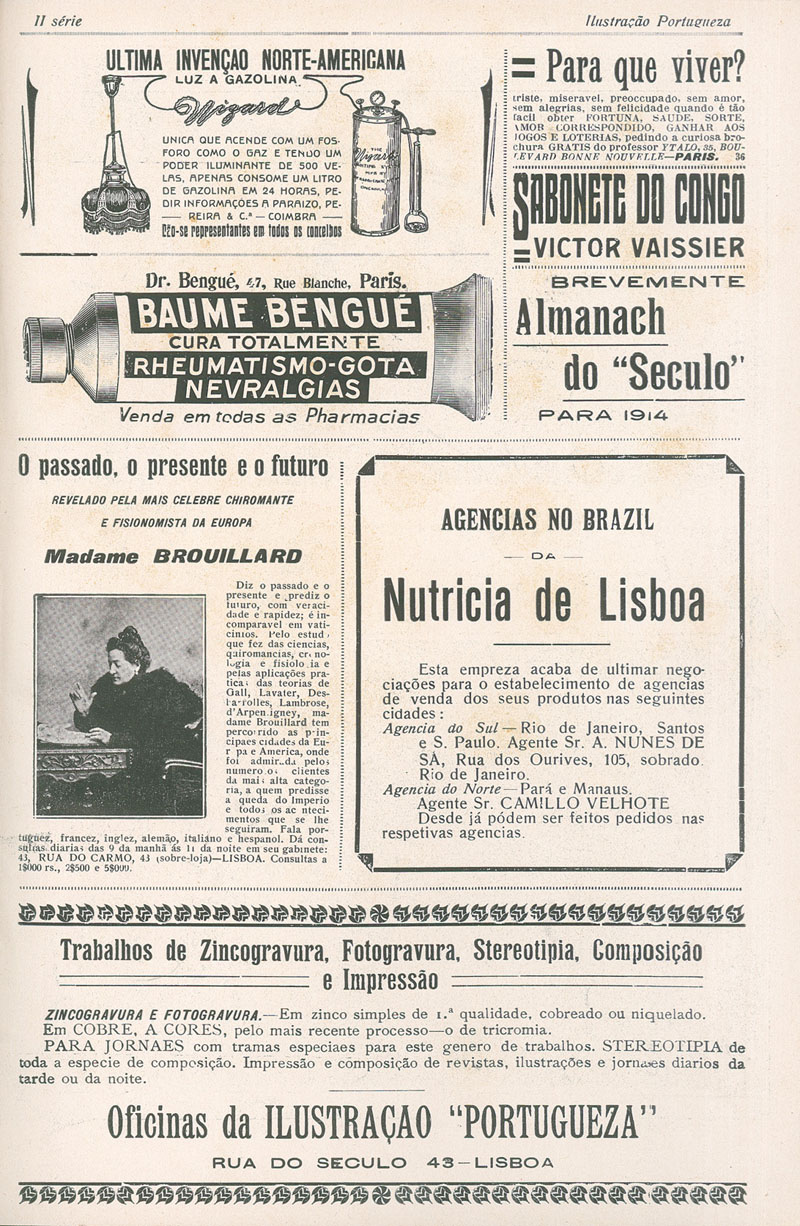 II série
Ilustração Portugueza
ULTIMA INVENÇAO NORTE-AMERICANA
LUZ A GAZOLINA
Wizard
UNICA QUE ACENDE COM UM FOS-
FORO COMO O GAZ E TENDO UM
PODER ILUMINANTE DE 500 VE-
LAS, APENAS CONSOME UM LITRO
DE GAZOLINA EM 24 HORAS, PE-
DIR INFORMAÇÕES A PARAIZO, PE-
REIRA & C.ª — COIMBRA
Dão-se representantes em todos os concelhos
THE
Wizard
LIGHTING SYS
Dr. Bengué, 47, Rue Blanche, Paris.
BAUME BENGUÉ
CURA TOTALMENTE
RHEUMATISMO-GOTA
NEVRALGIAS
Venda em todas as Pharmacias
= Para que viver?
triste, miseravel, preoccupado, sem amor,
sem alegrias, sem felicidade quando é tão
facil obter FORTUNA, SAUDE, SORTE,
AMOR CORRESPONDIDO, GANHAR AOS
JOGOS E LOTERIAS, pedindo a curiosa bro-
chura GRATIS do professor YTALO, 35, BOU-
LEVARD BONNE NOUVELLE—PARIS. 36
SABONETE DO CONGO
=VICTOR VAISSIER
BREVEMENTE
Almanach
do "Seculo"
PARA 1914
O passado, o presente e o futuro
REVELADO PELA MAIS CELEBRE CHIROMANTE
E FISIONOMISTA DA EUROPA
Madame BROUILLARD
Diz o passado e o
presente e prediz o
futuro, com veraci-
dade e rapidez; é in-
comparavel em vati-
cinios. Pelo estudo
que fez das ciencias,
quiromancias, crono-
logia e fisiologia e
pelas aplicações pra-
ticas das teorias de
Gall, Lavater, Des-
barolles, Lambrose,
d'Arpenligney, ma-
dame Brouillard tem
percorrido as prin-
cipaes cidades da Eu-
ropa e America, onde
foi admirada pelos
numerosos clientes
da mais alta catego-
ria, a quem predisse
a queda do Imperio
e todos os aconteci-
mentos que se lhe
seguiram. Fala por-
tuguez, francez, inglez, alemão, italiano e hespanol. Dá con-
sultas diarias das 9 da manhã ás 11 da noite em seu gabinete:
43, RUA DO CARMO, 43 (sobre-loja)—LISBOA. Consultas a
1$000 rs., 2$500 e 5$000.
AGENCIAS NO BRAZIL
— DA —
Nutricia de Lisboa
Esta empreza acaba de ultimar nego-
ciações para o estabelecimento de agencias
de venda dos seus produtos nas seguintes
cidades:
Agencia do Sul—Rio de Janeiro, Santos
e S. Paulo. Agente Sr. A. NUNES DE
SÁ, Rua dos Ourives, 105, sobrado.
Rio de Janeiro.
Agencia do Norte—Pará e Manaus.
Agente Sr. CAMILLO VELHOTE
Desde já pódem ser feitos pedidos nas
respetivas agencias.
Trabalhos de Zincogravura, Fotogravura, Stereotipia, Composição
e Impressão
ZINCOGRAVURA E FOTOGRAVURA.—Em zinco simples de 1.ª qualidade, cobreado ou niquelado.
Em COBRE, A CORES, pelo mais recente processo—o de tricromia.
PARA JORNAES com tramas especiaes para este genero de trabalhos. STEREOTIPIA de
toda a especie de composição. Impressão e composição de revistas, ilustrações e jornaes diarios da
tarde ou da noite.
Oficinas da ILUSTRAÇÃO "PORTUGUEZA"
RUA DO SECULO 43—LISBOA